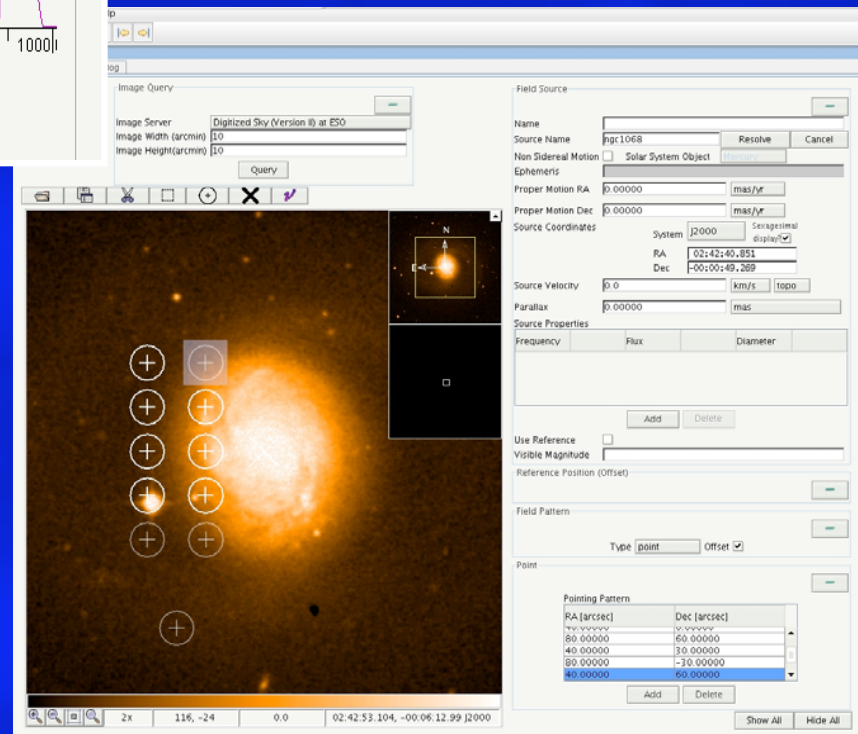 1000
lp
og
Image Query
Image Server Digitized Sky (Version II) at ESO
Image Width (arcmin) 10
Image Height(arcmin) 10
Query
N
E
2x 116, -24 0.0 02:42:53.104, -00:06:12.99 J2000
Field Source
Name
Source Name ngc1068 Resolve Cancel
Non Sidereal Motion Solar System Object Mercury
Ephemeris
Proper Motion RA 0.00000 mas/yr
Proper Motion Dec 0.00000 mas/yr
Source Coordinates System J2000 Sexagesimal
display?
RA 02:42:40.851
Dec -00:00:49.269
Source Velocity 0.0 km/s topo
Parallax 0.00000 mas
Source Properties
Frequency Flux Diameter
Add Delete
Use Reference
Visible Magnitude
Reference Position (Offset)
Field Pattern
Type point Offset
Point
Pointing Pattern
RA [arcsec] Dec [arcsec]
80.00000 60.00000
40.00000 30.00000
80.00000 -30.00000
40.00000 60.00000
Add Delete
Show All Hide All